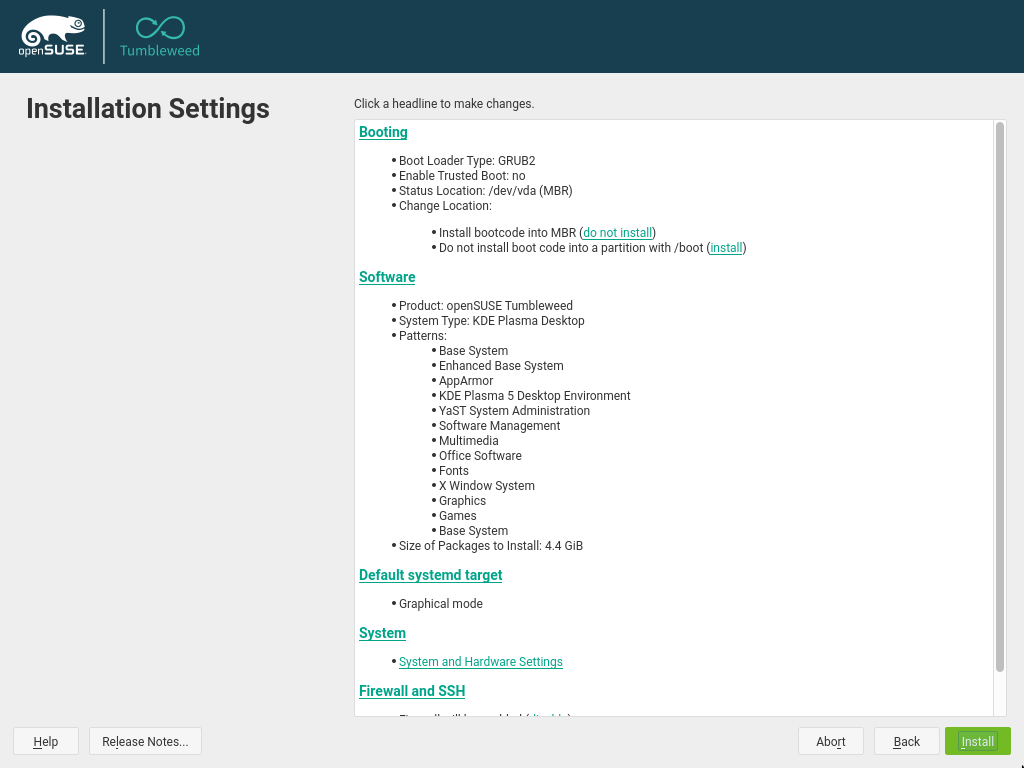 openSUSE
Tumbleweed
Installation Settings
Click a headline to make changes.
Booting
• Boot Loader Type: GRUB2
• Enable Trusted Boot: no
• Status Location: /dev/vda (MBR)
• Change Location:
• Install bootcode into MBR (do not install)
• Do not install boot code into a partition with /boot (install)
Software
• Product: openSUSE Tumbleweed
• System Type: KDE Plasma Desktop
• Patterns:
• Base System
• Enhanced Base System
• AppArmor
• KDE Plasma 5 Desktop Environment
• YaST System Administration
• Software Management
• Multimedia
• Office Software
• Fonts
• X Window System
• Graphics
• Games
• Base System
• Size of Packages to Install: 4.4 GiB
Default systemd target
• Graphical mode
System
• System and Hardware Settings
Firewall and SSH
Help Release Notes... Abort Back Install